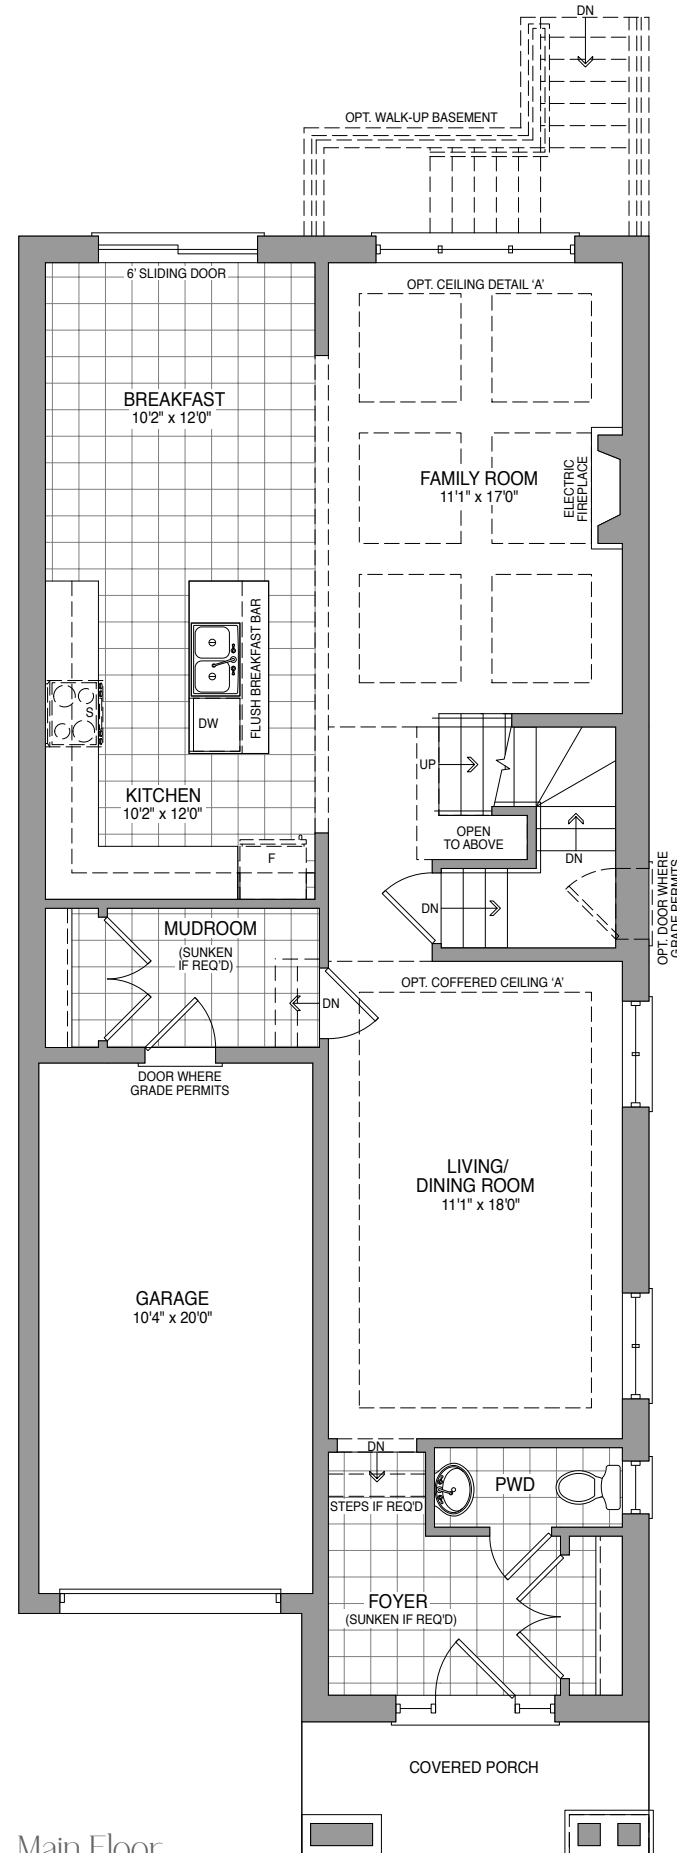 DN
OPT. WALK-UP BASEMENT
6' SLIDING DOOR
OPT. CEILING DETAIL ‘A’
BREAKFAST
10'2" x 12'0"
FAMILY ROOM
11'1" x 17'0"
ELECTRIC
FIREPLACE
FLUSH BREAKFAST BAR
S
DW
UP
KITCHEN
10'2" x 12'0"
OPEN
TO ABOVE
DN
F
OPT. DOOR WHERE
GRADE PERMITS
DN
MUDROOM
(SUNKEN
IF REQ'D)
OPT. COFFERED CEILING ‘A’
DN
DOOR WHERE
GRADE PERMITS
LIVING/
DINING ROOM
11'1" x 18'0"
GARAGE
10'4" x 20'0"
DN
STEPS IF REQ'D
PWD
FOYER
(SUNKEN IF REQ'D)
COVERED PORCH
Main Floor